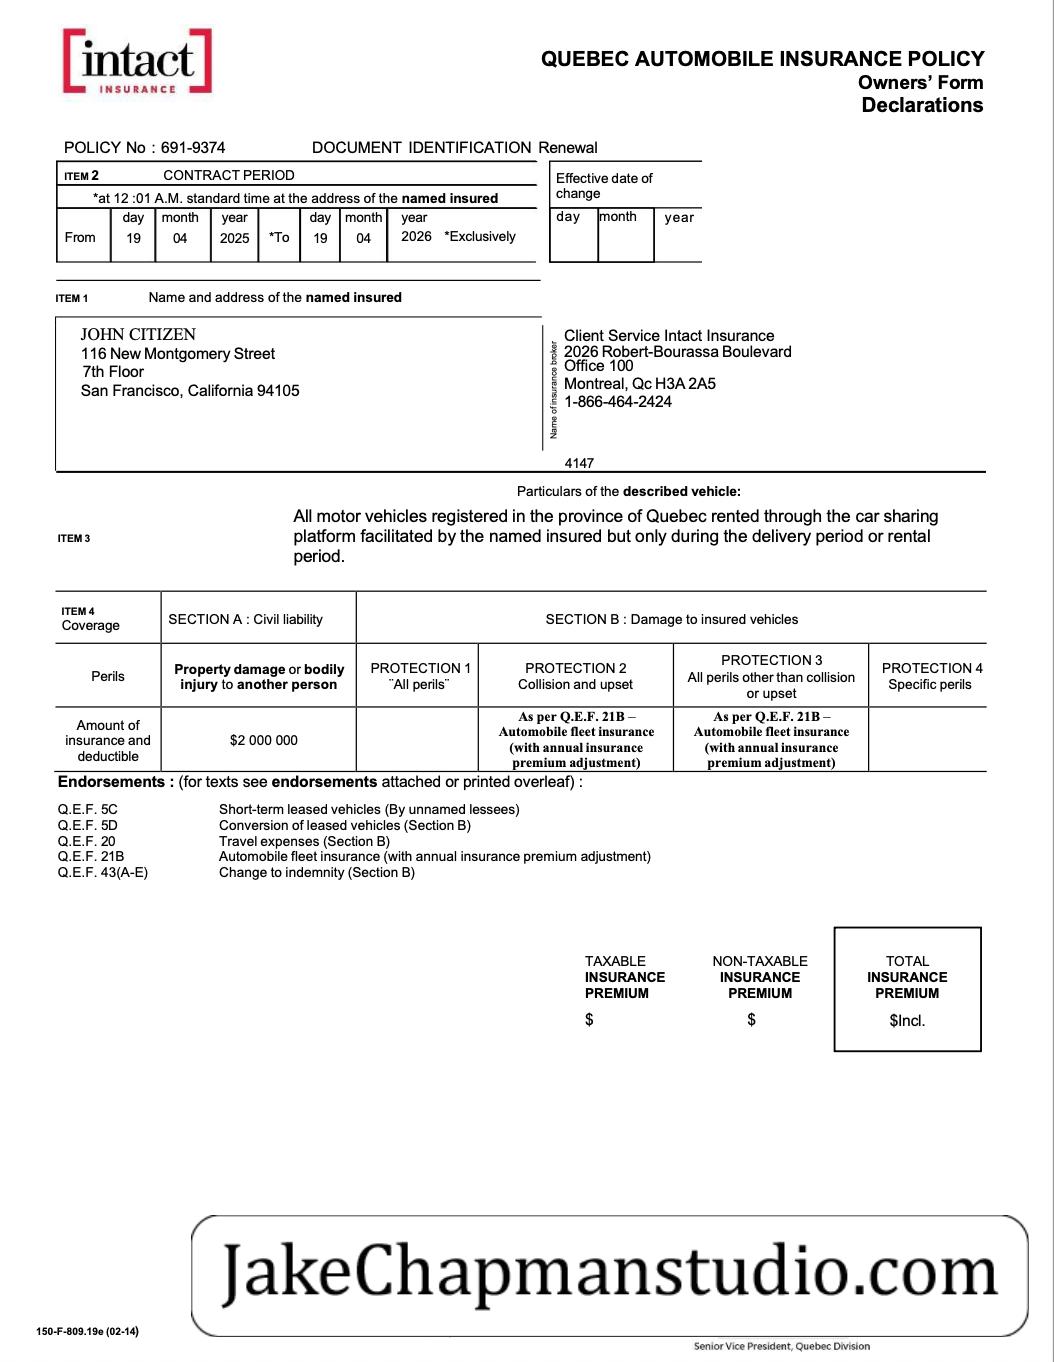 intact
INSURANCE
QUEBEC AUTOMOBILE INSURANCE POLICY
Owners' Form
Declarations
POLICY No : 691-9374 DOCUMENT IDENTIFICATION Renewal
ITEM 2 CONTRACT PERIOD
*at 12 :01 A.M. standard time at the address of the named insured
day month year day month year
From 19 04 2025 *To 19 04 2026 *Exclusively
Effective date of
change
day month year
ITEM 1 Name and address of the named insured
JOHN CITIZEN
116 New Montgomery Street
7th Floor
San Francisco, California 94105
Name of insurance broker
Client Service Intact Insurance
2026 Robert-Bourassa Boulevard
Office 100
Montreal, Qc H3A 2A5
1-866-464-2424
4147
Particulars of the described vehicle:
ITEM 3
All motor vehicles registered in the province of Quebec rented through the car sharing
platform facilitated by the named insured but only during the delivery period or rental
period.
ITEM 4
Coverage
SECTION A : Civil liability
SECTION B : Damage to insured vehicles
Perils
Property damage or bodily
injury to another person
PROTECTION 1
¨All perils¨
PROTECTION 2
Collision and upset
PROTECTION 3
All perils other than collision
or upset
PROTECTION 4
Specific perils
Amount of
insurance and
deductible
$2 000 000
As per Q.E.F. 21B –
Automobile fleet insurance
(with annual insurance
premium adjustment)
As per Q.E.F. 21B –
Automobile fleet insurance
(with annual insurance
premium adjustment)
Endorsements : (for texts see endorsements attached or printed overleaf) :
Q.E.F. 5C Short-term leased vehicles (By unnamed lessees)
Q.E.F. 5D Conversion of leased vehicles (Section B)
Q.E.F. 20 Travel expenses (Section B)
Q.E.F. 21B Automobile fleet insurance (with annual insurance premium adjustment)
Q.E.F. 43(A-E) Change to indemnity (Section B)
TAXABLE
INSURANCE
PREMIUM
$
NON-TAXABLE
INSURANCE
PREMIUM
$
TOTAL
INSURANCE
PREMIUM
$Incl.
JakeChapmanstudio.com
150-F-809.19e (02-14)
Senior Vice President, Quebec Division